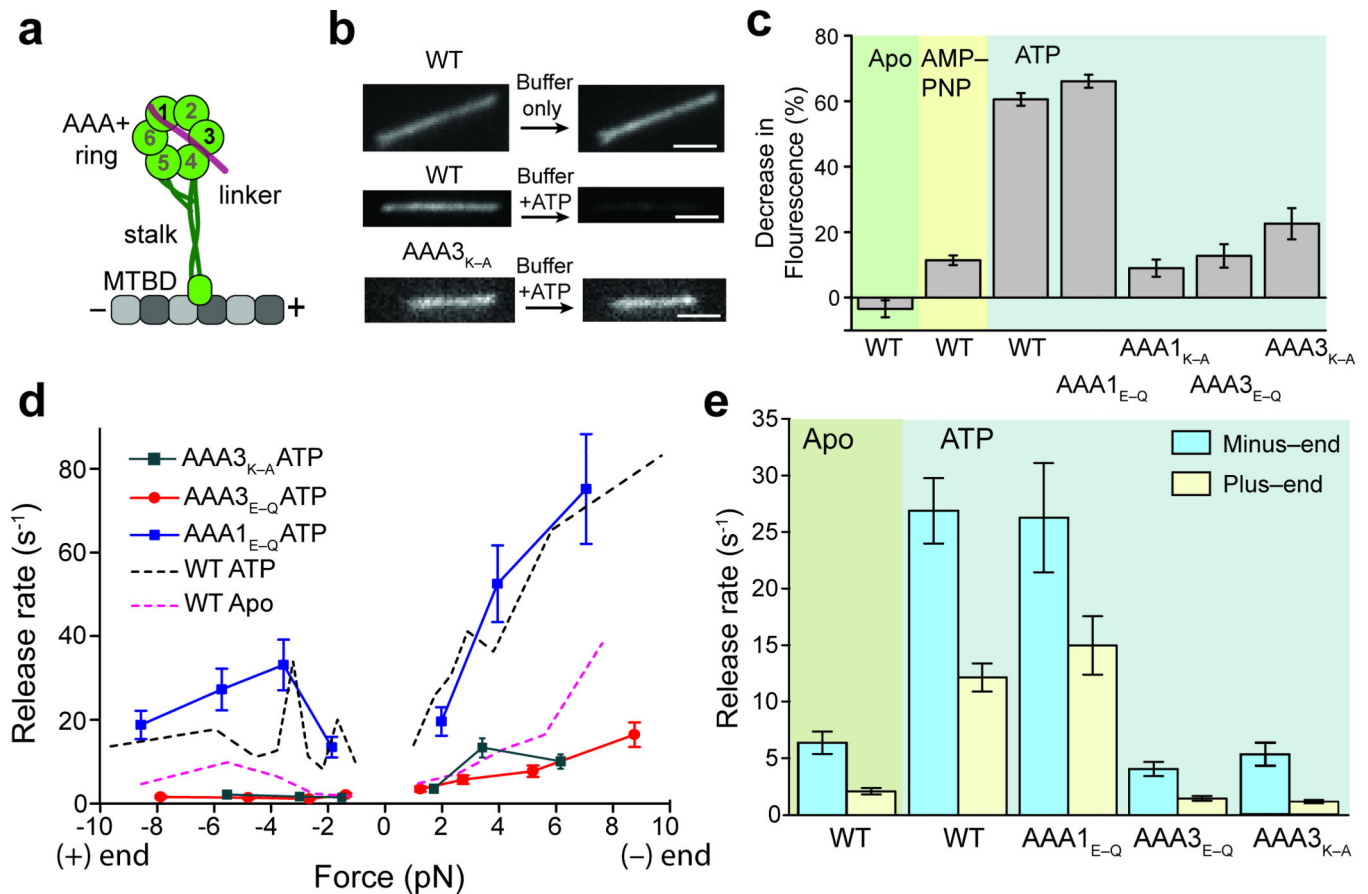 a
AAA+
ring
1
2
3
4
5
6
linker
stalk
MTBD
–
+
b
WT
Buffer
only
WT
Buffer
+ATP
AAA3K–A
Buffer
+ATP
c
Decrease in
Flourescence (%)
80
60
40
20
0
Apo
AMP–
PNP
ATP
WT
WT
WT
AAA1K–A
AAA3K–A
AAA1E–Q
AAA3E–Q
d
Release rate (s-1)
80
60
40
20
0
AAA3K–A ATP
AAA3E–Q ATP
AAA1E–Q ATP
WT ATP
WT Apo
-10 -8 -6 -4 -2 0 2 4 6 8 10
(+) end
(–) end
Force (pN)
e
Release rate (s-1)
35
30
25
20
15
10
5
0
Apo
ATP
Minus–end
Plus–end
WT
WT
AAA1E–Q
AAA3E–Q
AAA3K–A